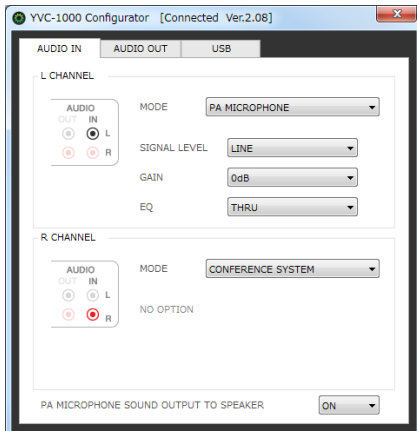 YVC-1000 Configurator [Connected Ver.2.08]
AUDIO IN AUDIO OUT USB
L CHANNEL
AUDIO
OUT IN
L
R
MODE PA MICROPHONE
SIGNAL LEVEL LINE
GAIN 0dB
EQ THRU
R CHANNEL
AUDIO
OUT IN
L
R
MODE CONFERENCE SYSTEM
NO OPTION
PA MICROPHONE SOUND OUTPUT TO SPEAKER ON